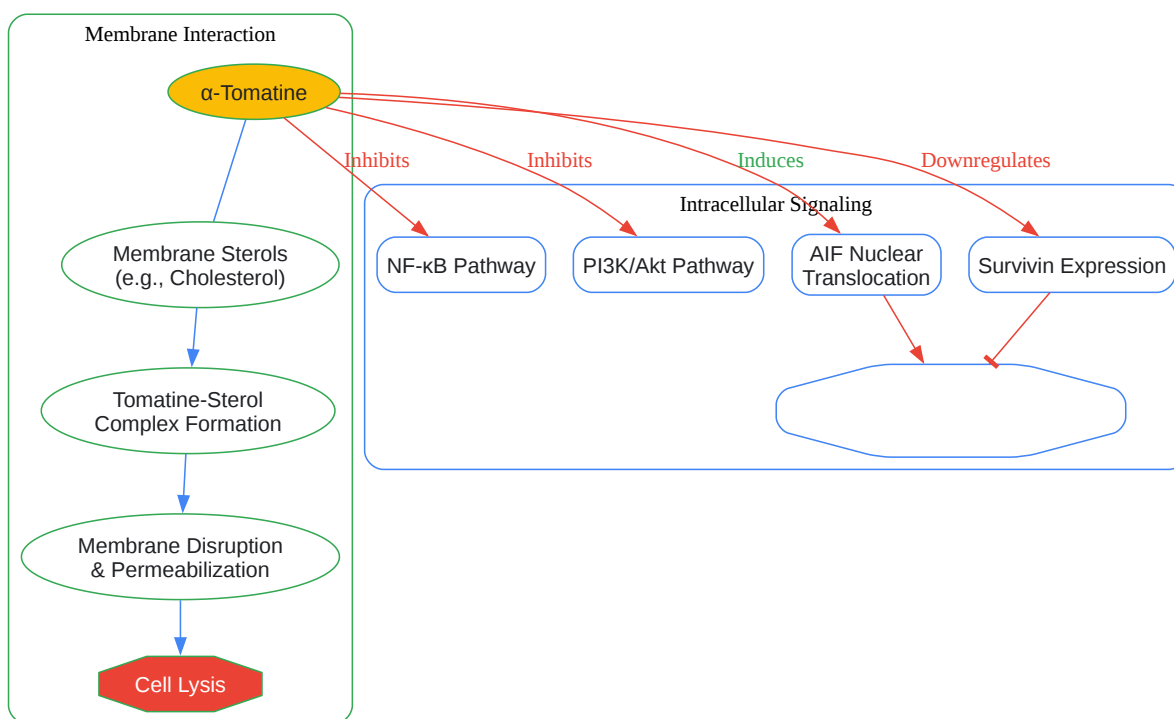 Membrane Interaction
α-Tomatine
Inhibits
Inhibits
Induces
Downregulates
Intracellular Signaling
Membrane Sterols
(e.g., Cholesterol)
NF-κB Pathway
PI3K/Akt Pathway
AIF Nuclear
Translocation
Survivin Expression
Tomatine-Sterol
Complex Formation
Membrane Disruption
& Permeabilization
Cell Lysis